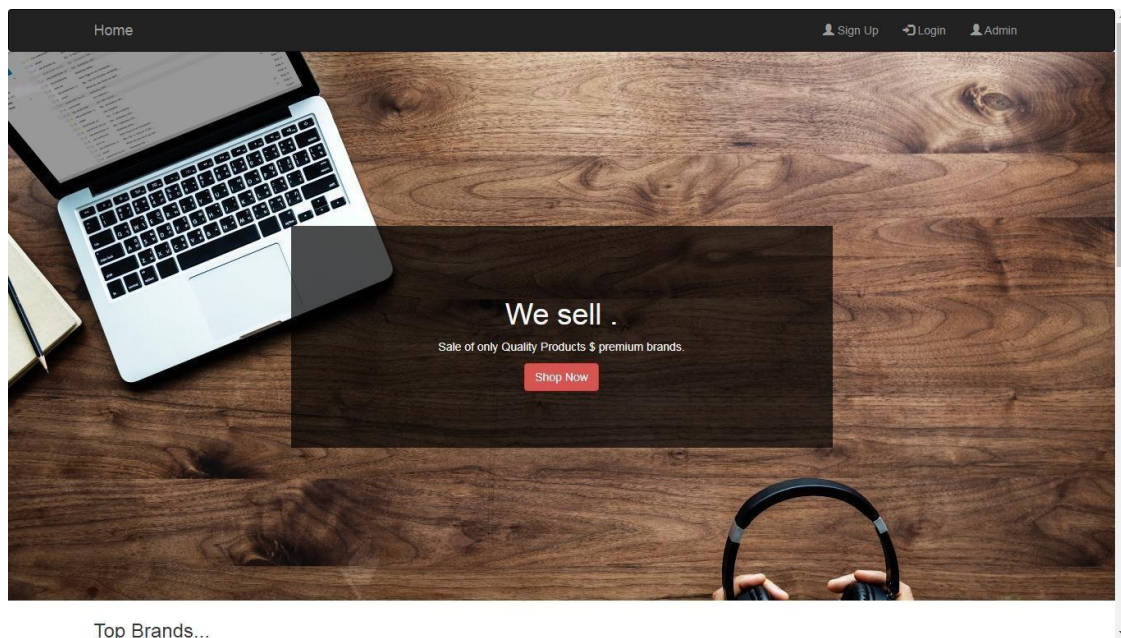 Home
Sign Up
Login
Admin
We sell .
Sale of only Quality Products $ premium brands.
Shop Now
Top Brands...